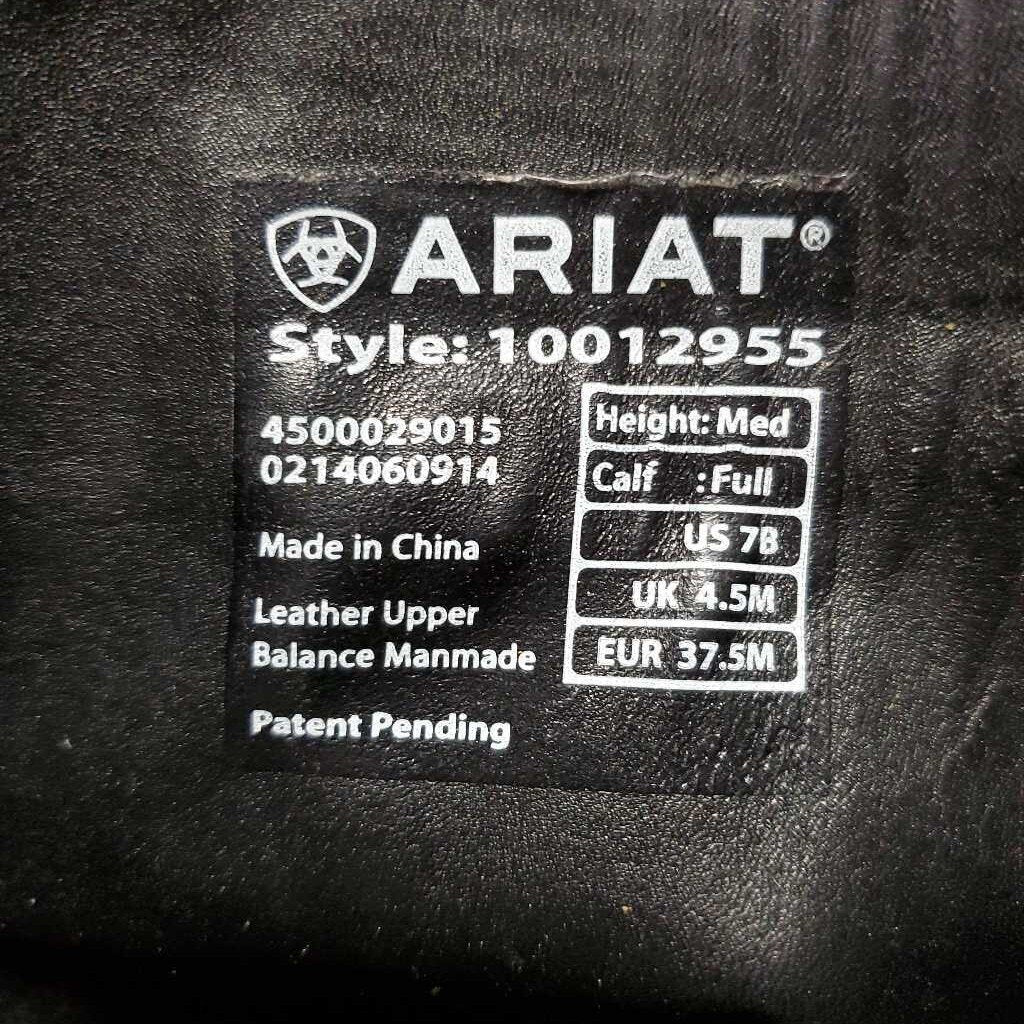 ARIAT®
Style: 10012955
4500029015
0214060914
Made in China
Leather Upper
Balance Manmade
Patent Pending
Height: Med
Calf : Full
US 7B
UK 4.5M
EUR 37.5M